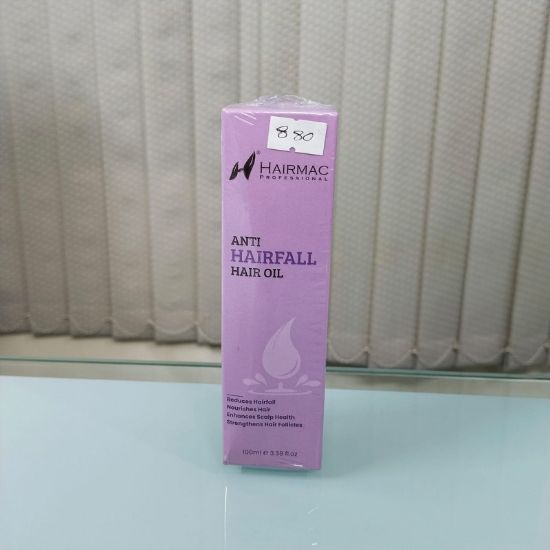 880
HAIRMAC
PROFESSIONAL
ANTI
HAIRFALL
HAIR OIL
Reduces Hairfall
Nourishes Hair
Enhances Scalp Health
Strengthens Hair Follicles
100ml e 3.39 fl.oz